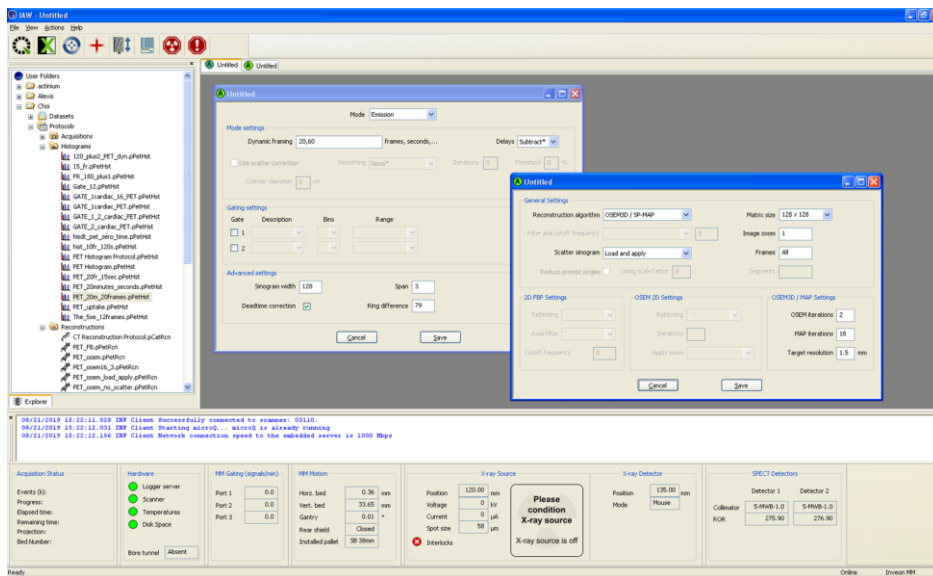 IAW - Untitled
File View Actions Help
Untitled Untitled
User Folders
actinium
Alexis
Choi
Datasets
Protocols
Acquisitions
Histograms
120_plus2_PET_dyn.pPetHst
15_fr.pPetHst
FR_180_plus1.pPetHst
Gate_12.pPetHst
GATE_1cardiac_16_PET.pPetHst
GATE_1cardiac_PET.pPetHst
GATE_1_2_cardiac_PET.pPetHst
GATE_2_cardiac_PET.pPetHst
hist_10fr_120s.pPetHst
PET Histogram Protocol.pPetHst
PET Histogram.pPetHst
PET_20fr_15sec.pPetHst
PET_20minutes_seconds.pPetHst
PET_20m_20frames.pPetHst
PET_uptake.pPetHst
The_5se_12frames.pPetHst
Reconstructions
CT Reconstruction Protocol.pCatRcn
PET_FB.pPetRcn
PET_osem.pPetRcn
PET_osem16_3.pPetRcn
PET_osem_load_apply.pPetRcn
PET_osem_no_scatter.pPetRcn
Explorer
Untitled
Mode Emission
Mode settings
Dynamic framing 20,60 frames, seconds,... Delays Subtract*
Use scatter correction Smoothing None* Iterations 0 Threshold 0 %
Cylinder diameter 0 cm
Gating settings
Gate Description Bins Range
1
2
Advanced settings
Sinogram width 128 Span 3
Deadtime correction Ring difference 79
Cancel Save
Untitled
General Settings
Reconstruction algorithm OSEM3D / SP-MAP Matrix size 128 x 128
Filter and cutoff frequency 0 Image zoom 1
Scatter sinogram Load and apply Frames All
Reduce prompt singles using scale factor 0 Segments
2D FBP Settings OSEM 2D Settings OSEM3D / MAP Settings
Rebinning Rebinning OSEM iterations 2
Axial filter Iterations MAP iterations 18
Cutoff frequency 0 Apply zoom Target resolution 1.5 mm
Cancel Save
08/21/2019 15:22:11.828 INF Client Successfully connected to scanner: 03110.
08/21/2019 15:22:12.031 INF Client Starting microQ... microQ is already running
08/21/2019 15:22:12.156 INF Client Network connection speed to the embedded server is 1000 Mbps
Acquisition Status
Events (k):
Progress:
Elapsed time:
Remaining time:
Projection:
Bed Number:
Hardware
Logger server
Scanner
Temperatures
Disk Space
Bore tunnel Absent
MM Gating (signals/min)
Port 1 0.0
Port 2 0.0
Port 3 0.0
MM Motion
Horz. bed 0.36 mm
Vert. bed 33.65 mm
Gantry 0.01 °
Rear shield Closed
Installed pallet SB 38mm
X-ray Source
Position 120.00 mm
Voltage 0 kV
Current 0 µA
Spot size 58 µm
Interlocks
Please
condition
X-ray source
X-ray source is off
X-ray Detector
Position 135.00 mm
Mode Mouse
SPECT Detectors
Detector 1 Detector 2
Collimator 5-MWB-1.0 5-MWB-1.0
ROR 275.90 276.90
Ready Online Inveon MM